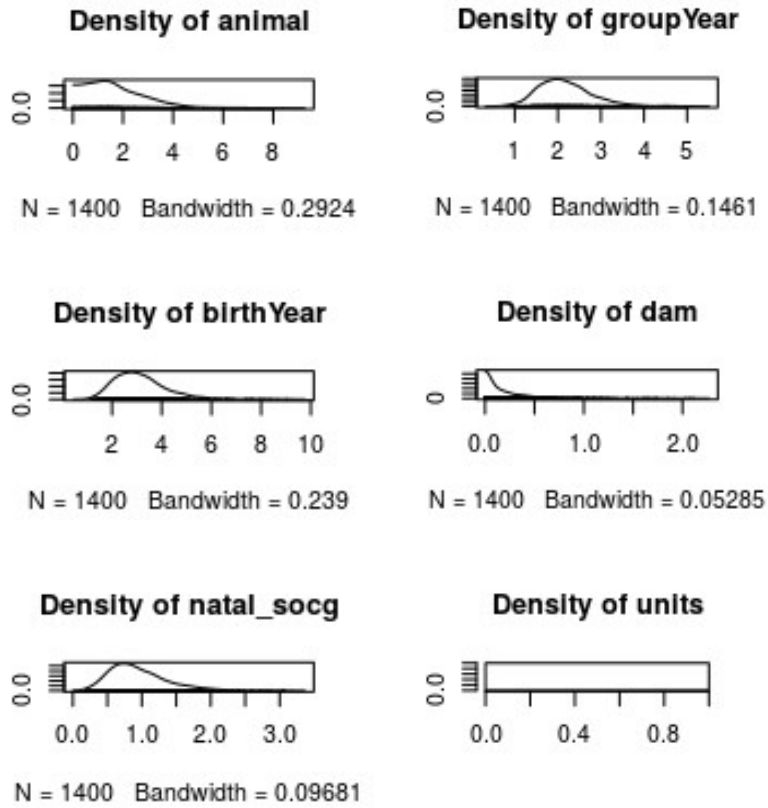 Density of animal
0.0
0 2 4 6 8
N = 1400 Bandwidth = 0.2924
Density of groupYear
0.0
1 2 3 4 5
N = 1400 Bandwidth = 0.1461
Density of birthYear
0.0
2 4 6 8 10
N = 1400 Bandwidth = 0.239
Density of dam
0
0.0 1.0 2.0
N = 1400 Bandwidth = 0.05285
Density of natal_socg
0.0
0.0 1.0 2.0 3.0
N = 1400 Bandwidth = 0.09681
Density of units
0.0
0.0 0.4 0.8